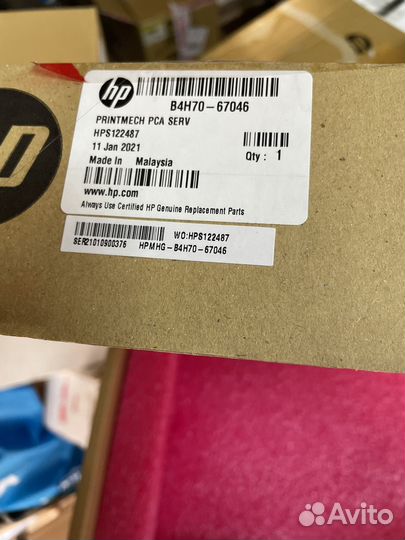 hp
B4H70-67046
PRINTMECH PCA SERV
HPS122487
11 Jan 2021
Qty : 1
Made In Malaysia
www.hp.com
Always Use Certified HP Genuine Replacement Parts
WO:HPS122487
SER21010900376 HPMHG-B4H70-67046
Avito